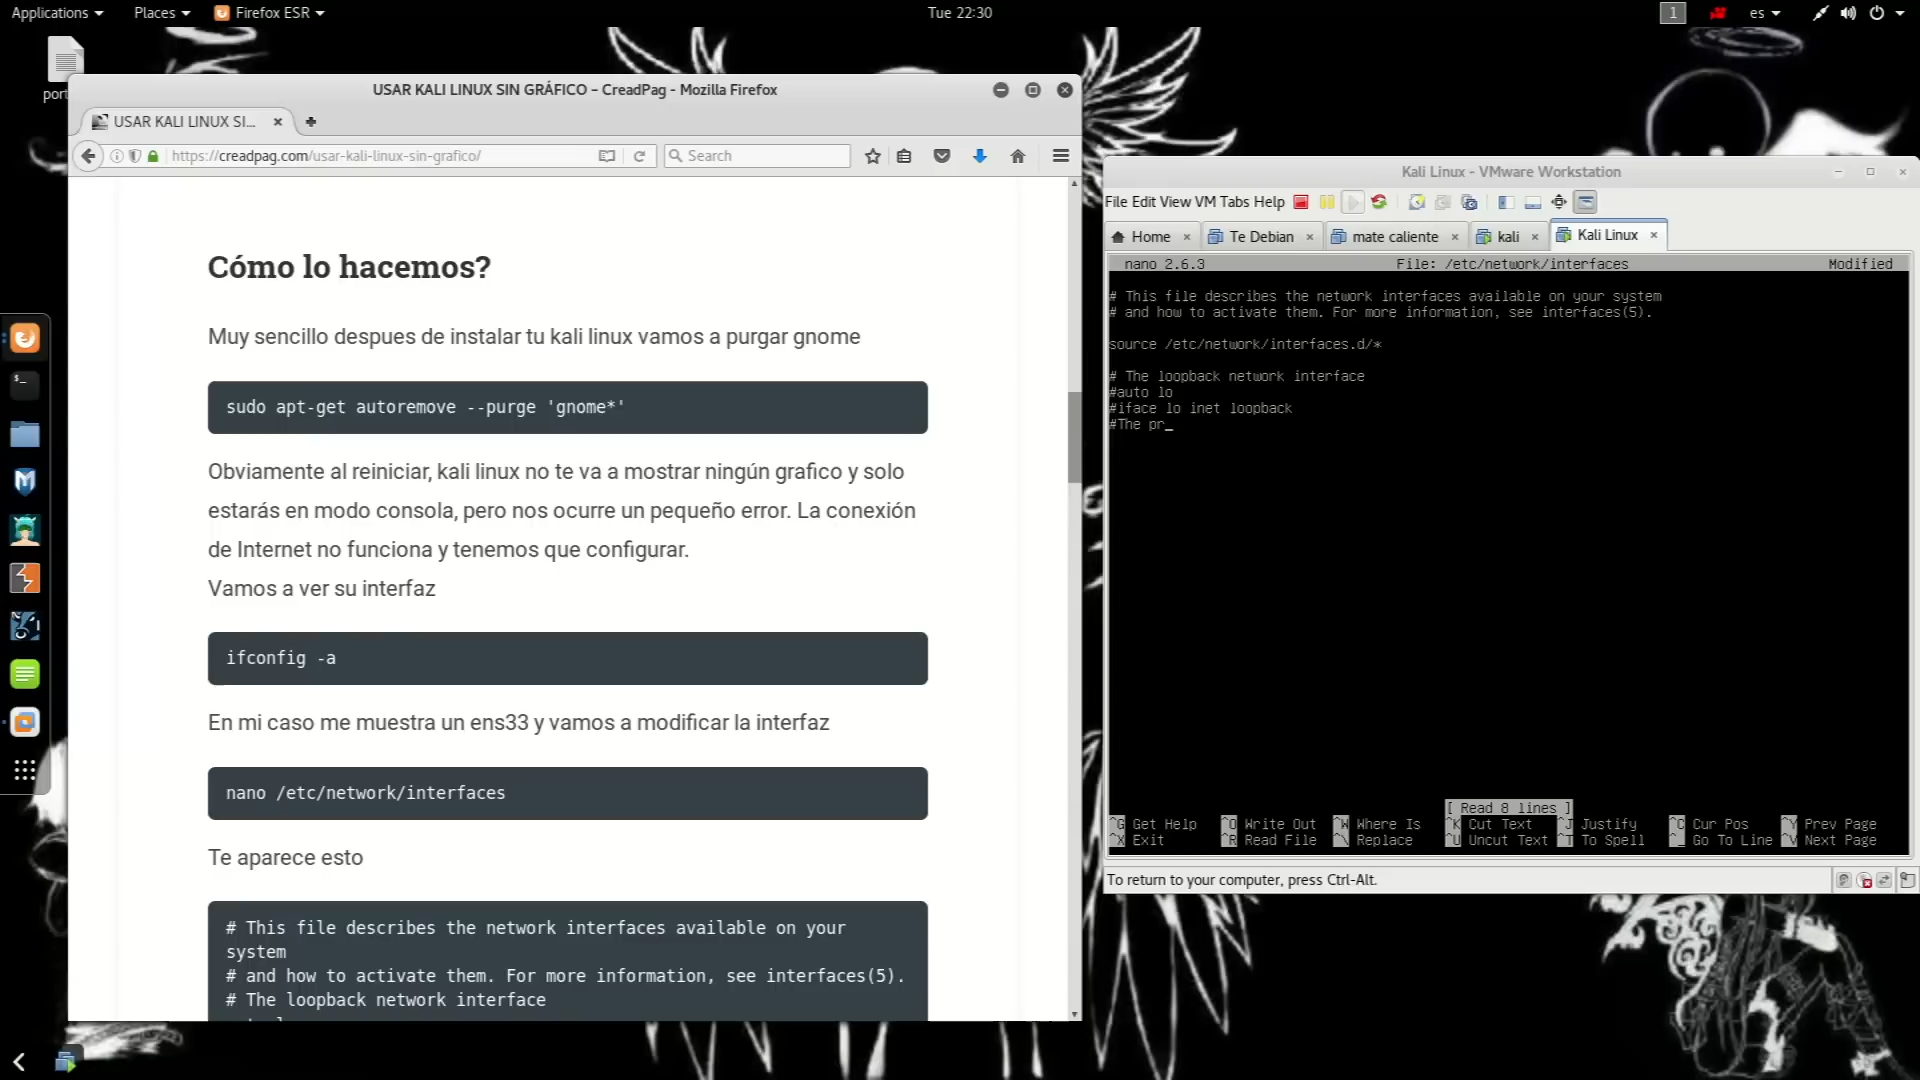 Applications
Places
Firefox ESR
Tue 22:30
1
es
port
USAR KALI LINUX SIN GRÁFICO – CreadPag - Mozilla Firefox
USAR KALI LINUX SI...
https://creadpag.com/usar-kali-linux-sin-grafico/
Search
Cómo lo hacemos?
Muy sencillo despues de instalar tu kali linux vamos a purgar gnome
sudo apt-get autoremove --purge 'gnome*'
Obviamente al reiniciar, kali linux no te va a mostrar ningún grafico y solo
estarás en modo consola, pero nos ocurre un pequeño error. La conexión
de Internet no funciona y tenemos que configurar.
Vamos a ver su interfaz
ifconfig -a
En mi caso me muestra un ens33 y vamos a modificar la interfaz
nano /etc/network/interfaces
Te aparece esto
# This file describes the network interfaces available on your
system
# and how to activate them. For more information, see interfaces(5).
# The loopback network interface
Kali Linux - VMware Workstation
File Edit View VM Tabs Help
Home
Te Debian
mate caliente
kali
Kali Linux
nano 2.6.3 File: /etc/network/interfaces Modified
# This file describes the network interfaces available on your system
# and how to activate them. For more information, see interfaces(5).
source /etc/network/interfaces.d/*
# The loopback network interface
#auto lo
#iface lo inet loopback
#The pr_
[ Read 8 lines ]
^G Get Help ^O Write Out ^W Where Is ^K Cut Text ^J Justify ^C Cur Pos ^Y Prev Page
^X Exit ^R Read File ^\ Replace ^U Uncut Text ^T To Spell ^_ Go To Line ^V Next Page
To return to your computer, press Ctrl-Alt.